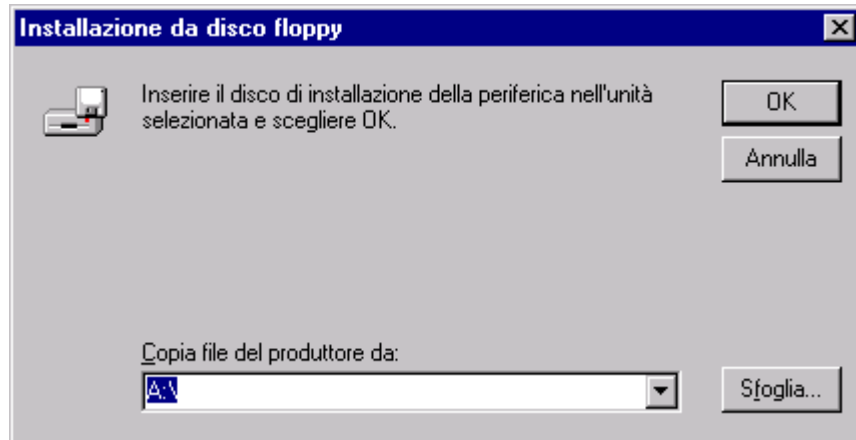 Installazione da disco floppy
Inserire il disco di installazione della periferica nell'unità
selezionata e scegliere OK.
OK
Annulla
Copia file del produttore da:
A:\
Sfoglia...